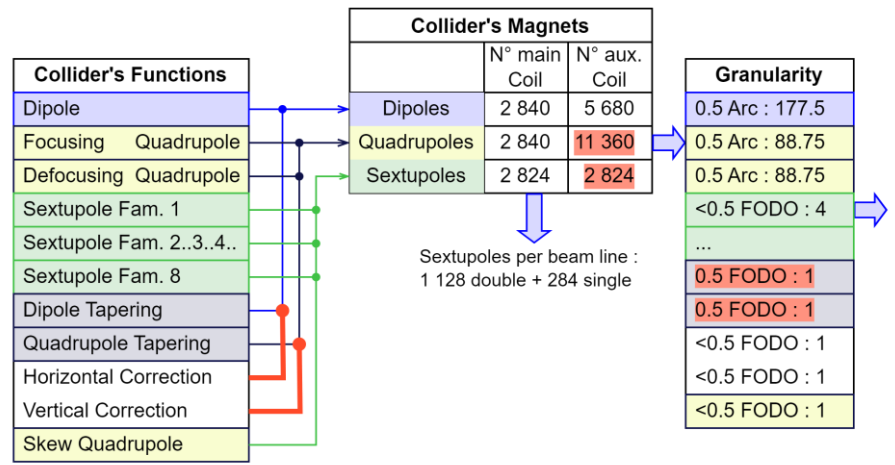 Collider's Magnets
N° main Coil N° aux. Coil
Dipoles 2 840 5 680
Quadrupoles 2 840 11 360
Sextupoles 2 824 2 824
Sextupoles per beam line :
1 128 double + 284 single
Collider's Functions
Dipole
Focusing Quadrupole
Defocusing Quadrupole
Sextupole Fam. 1
Sextupole Fam. 2..3..4..
Sextupole Fam. 8
Dipole Tapering
Quadrupole Tapering
Horizontal Correction
Vertical Correction
Skew Quadrupole
Granularity
0.5 Arc : 177.5
0.5 Arc : 88.75
0.5 Arc : 88.75
<0.5 FODO : 4
...
0.5 FODO : 1
0.5 FODO : 1
<0.5 FODO : 1
<0.5 FODO : 1
<0.5 FODO : 1